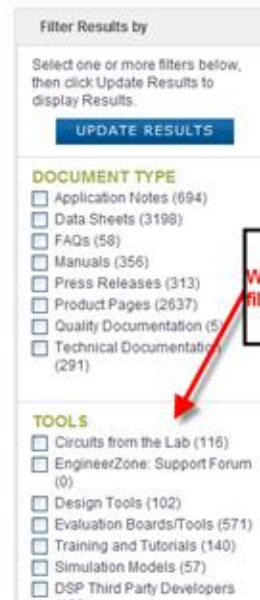 Filter Results by
Select one or more filters below,
then click Update Results to
display Results.
UPDATE RESULTS
DOCUMENT TYPE
Application Notes (694)
Data Sheets (3198)
FAQs (58)
Manuals (356)
Press Releases (313)
Product Pages (2637)
Quality Documentation (5)
Technical Documentation
(291)
TOOLS
Circuits from the Lab (116)
EngineerZone: Support Forum
(0)
Design Tools (102)
Evaluation Boards/Tools (571)
Training and Tutorials (140)
Simulation Models (57)
DSP Third Party Developers